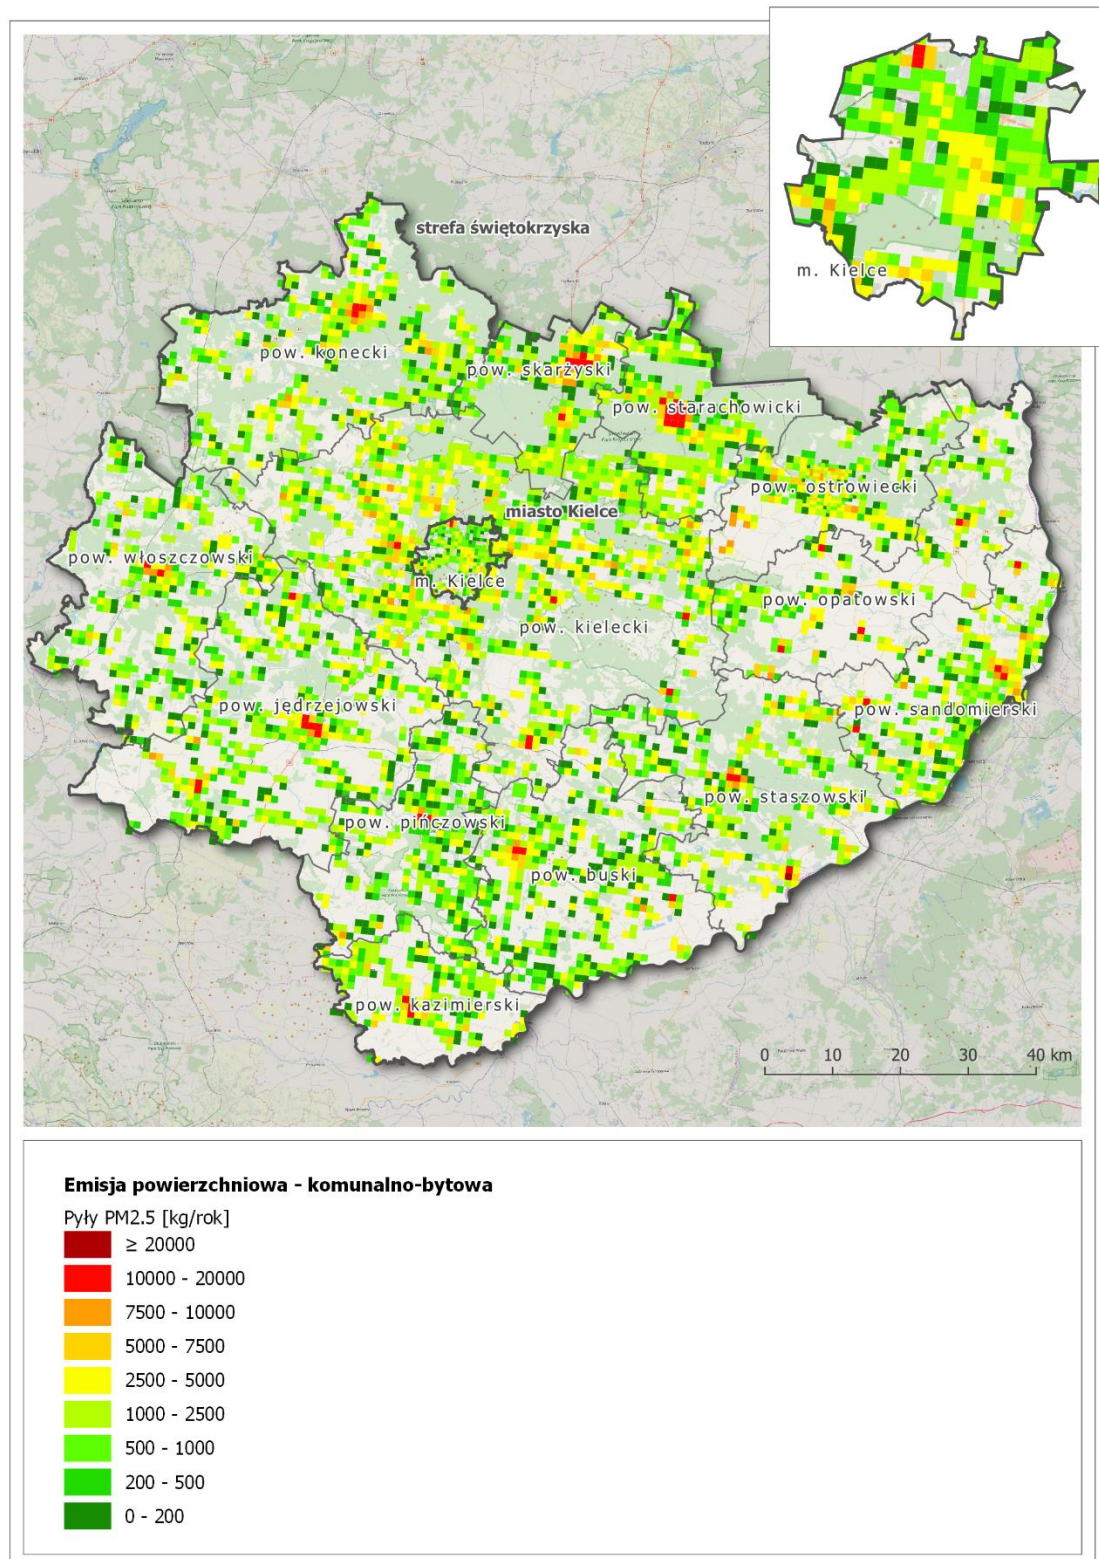 m. Kielce
strefa świętokrzyska
pow. konecki
pow. skarżyski
pow. starachowicki
pow. ostrowiecki
miasto Kielce
pow. włoszczowski
m. Kielce
pow. opatowski
pow. kielecki
pow. jędrzejowski
pow. sandomierski
pow. staszowski
pow. pińczowski
pow. buski
pow. kazimierski
0 10 20 30 40 km
Emisja powierzchniowa - komunalno-bytowa
Pyły PM2.5 [kg/rok]
≥ 20000
10000 - 20000
7500 - 10000
5000 - 7500
2500 - 5000
1000 - 2500
500 - 1000
200 - 500
0 - 200